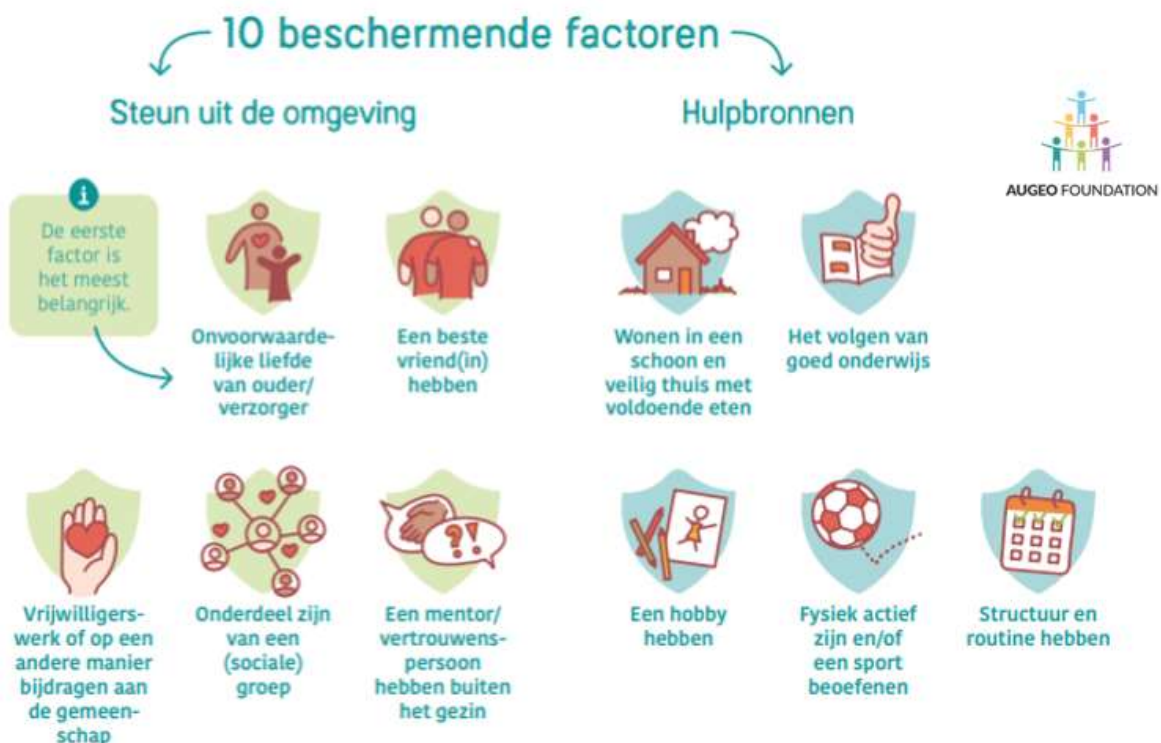 10 beschermende factoren
Steun uit de omgeving
Hulpbronnen
AUGEO FOUNDATION
i
De eerste
factor is
het meest
belangrijk.
Onvoorwaarde-
lijke liefde
van ouder/
verzorger
Een beste
vriend(in)
hebben
Wonen in een
schoon en
veilig thuis met
voldoende eten
Het volgen van
goed onderwijs
?!
Vrijwilligers-
werk of op een
andere manier
bijdragen aan
de gemeen-
schap
Onderdeel zijn
van een
(sociale)
groep
Een mentor/
vertrouwens-
persoon
hebben buiten
het gezin
Een hobby
hebben
Fysiek actief
zijn en/of
een sport
beoefenen
Structuur en
routine hebben